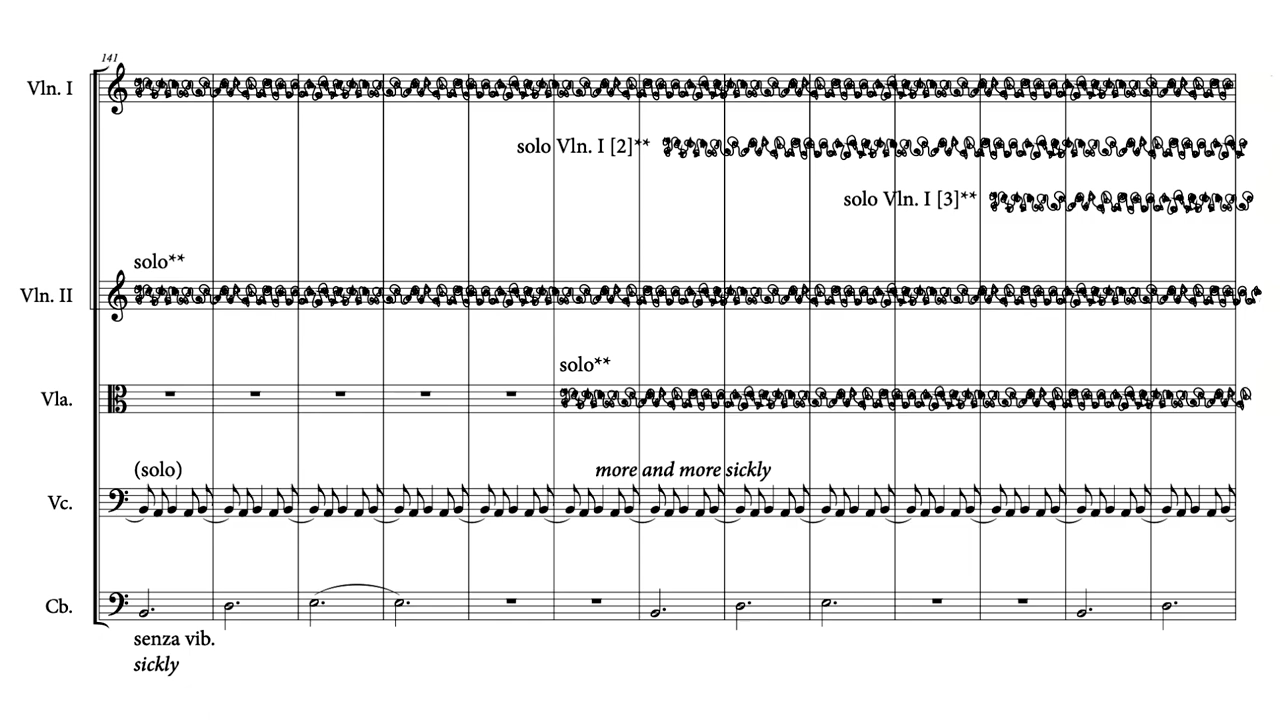 141
Vln. I
solo Vln. I [2]**
solo Vln. I [3]**
solo**
Vln. II
solo**
Vla.
(solo)
more and more sickly
Vc.
Cb.
senza vib.
sickly